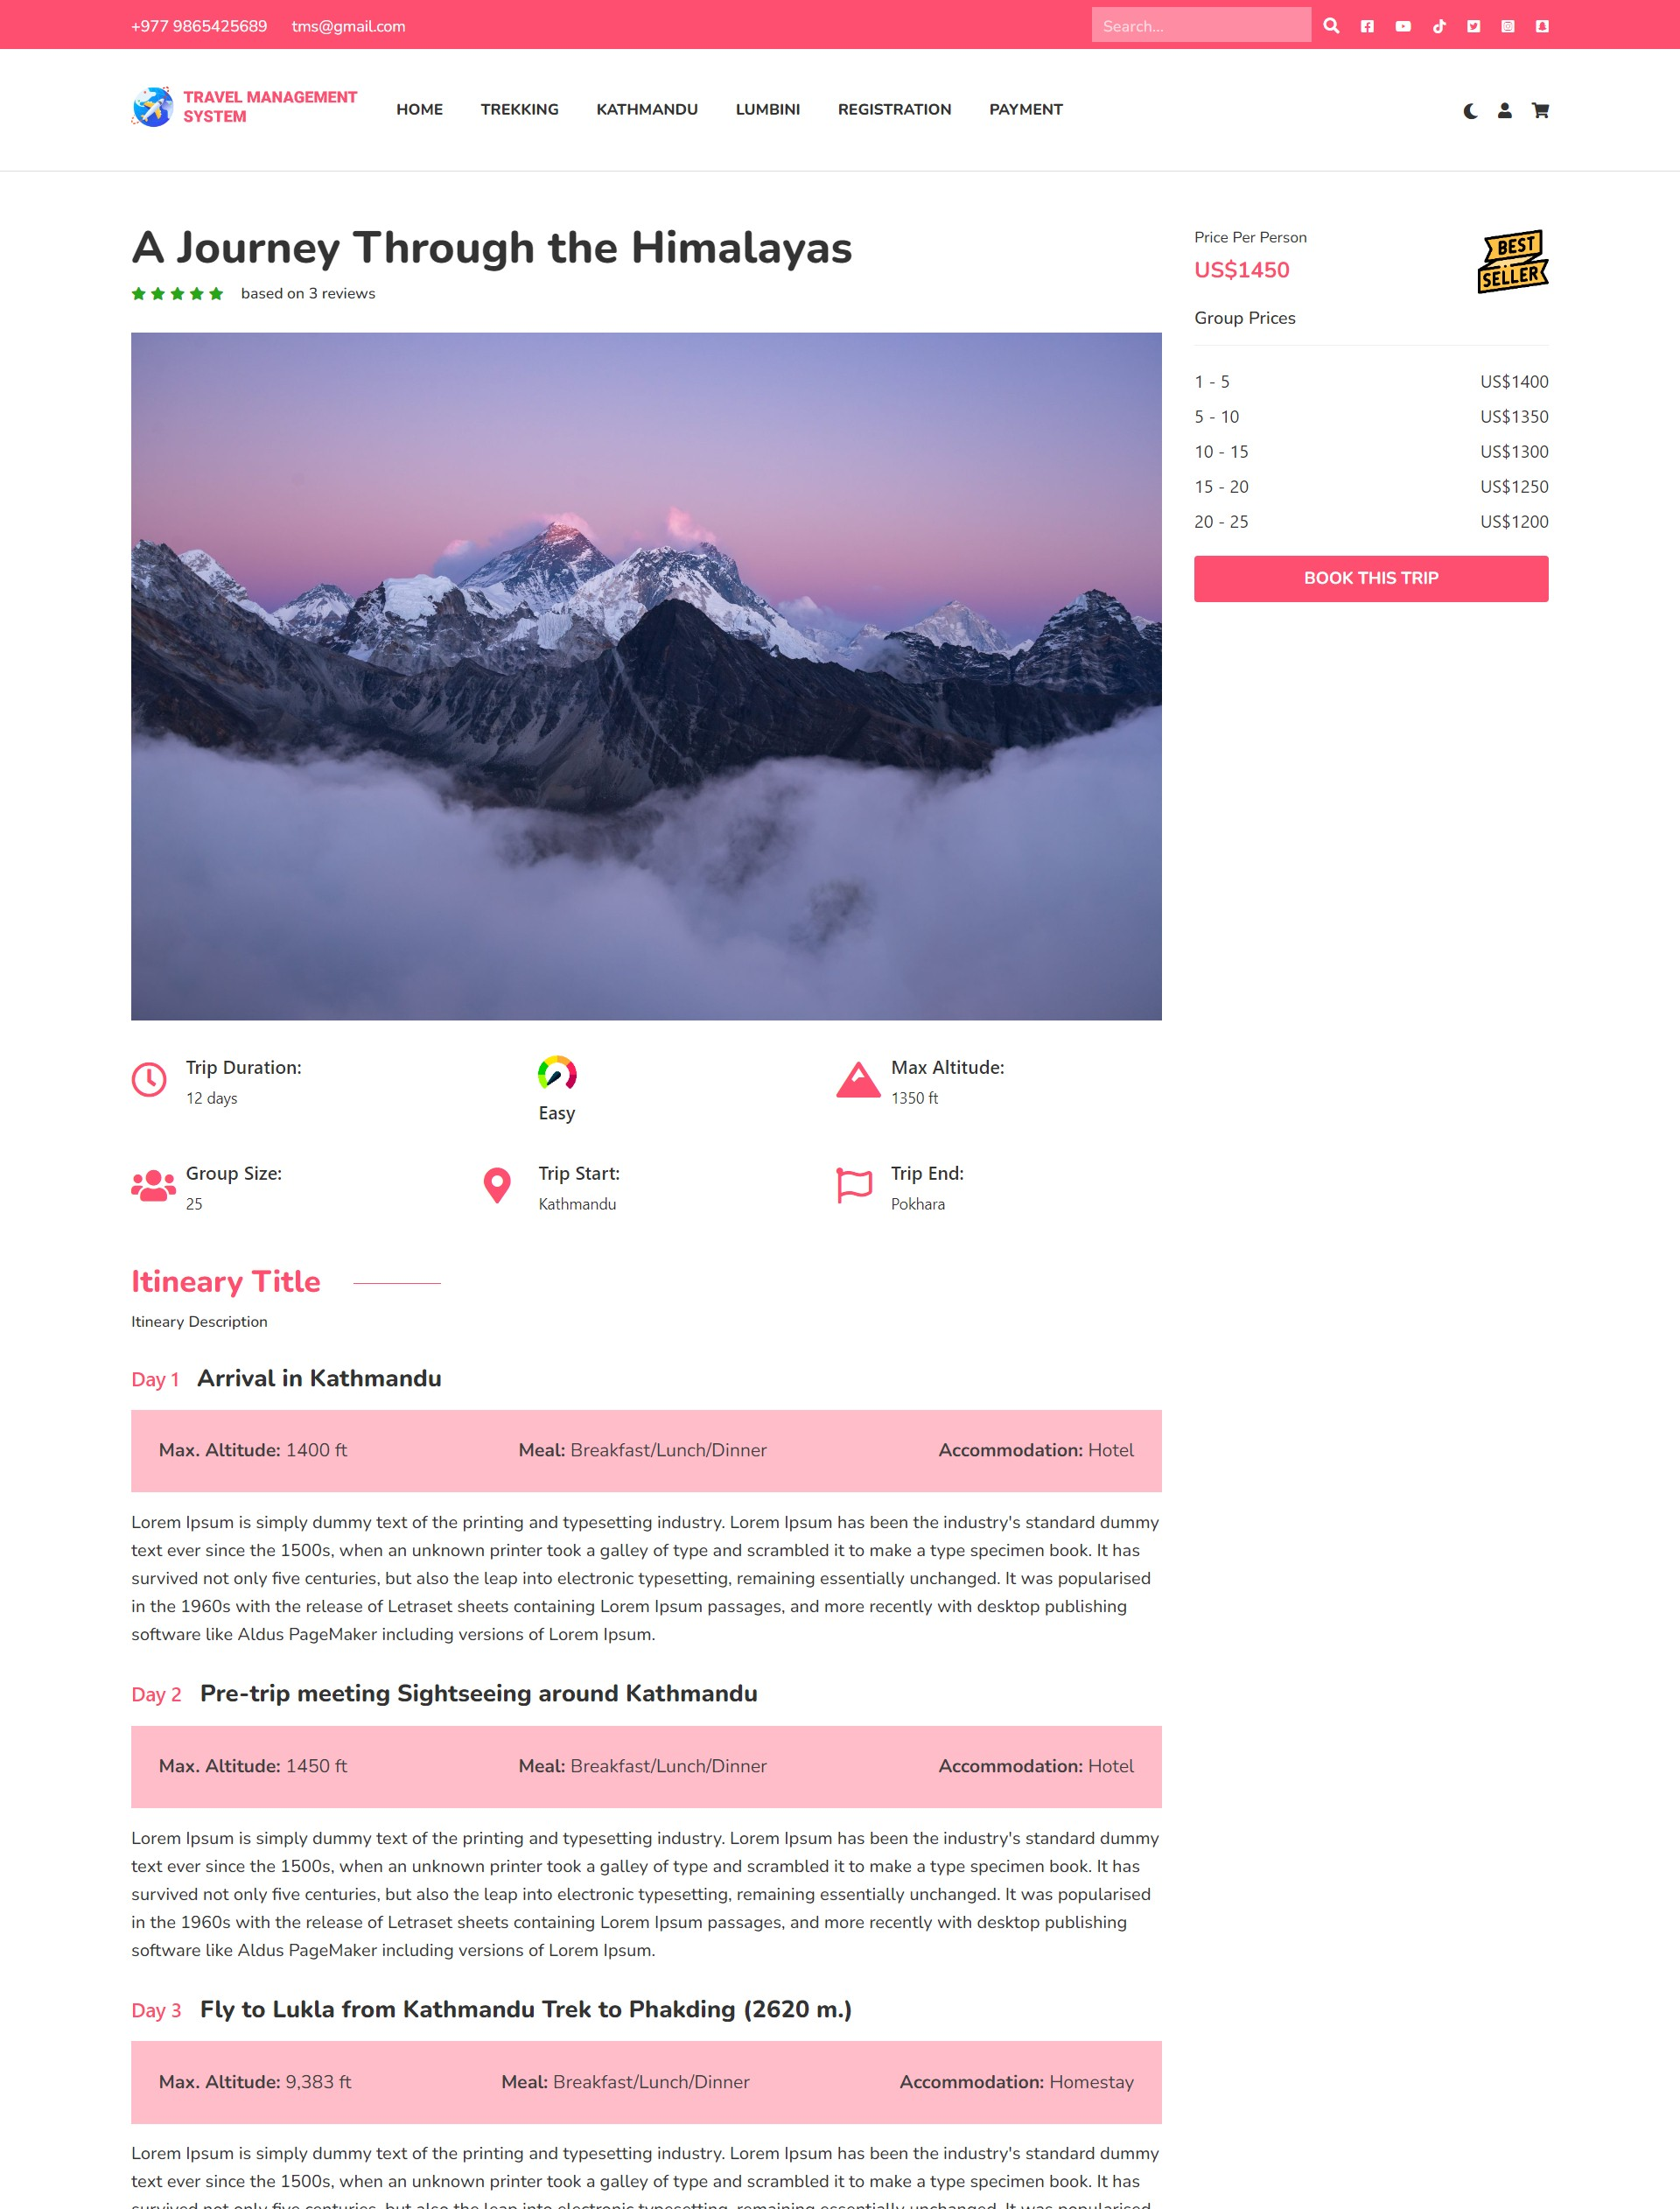 +977 9865425689 tms@gmail.com Search...
TRAVEL MANAGEMENT
SYSTEM
HOME TREKKING KATHMANDU LUMBINI REGISTRATION PAYMENT
A Journey Through the Himalayas
based on 3 reviews
Price Per Person
US$1450
BEST
SELLER
Group Prices
1 - 5 US$1400
5 - 10 US$1350
10 - 15 US$1300
15 - 20 US$1250
20 - 25 US$1200
BOOK THIS TRIP
Trip Duration:
12 days
Easy
Max Altitude:
1350 ft
Group Size:
25
Trip Start:
Kathmandu
Trip End:
Pokhara
Itineary Title
Itineary Description
Day 1 Arrival in Kathmandu
Max. Altitude: 1400 ft Meal: Breakfast/Lunch/Dinner Accommodation: Hotel
Lorem Ipsum is simply dummy text of the printing and typesetting industry. Lorem Ipsum has been the industry's standard dummy
text ever since the 1500s, when an unknown printer took a galley of type and scrambled it to make a type specimen book. It has
survived not only five centuries, but also the leap into electronic typesetting, remaining essentially unchanged. It was popularised
in the 1960s with the release of Letraset sheets containing Lorem Ipsum passages, and more recently with desktop publishing
software like Aldus PageMaker including versions of Lorem Ipsum.
Day 2 Pre-trip meeting Sightseeing around Kathmandu
Max. Altitude: 1450 ft Meal: Breakfast/Lunch/Dinner Accommodation: Hotel
Lorem Ipsum is simply dummy text of the printing and typesetting industry. Lorem Ipsum has been the industry's standard dummy
text ever since the 1500s, when an unknown printer took a galley of type and scrambled it to make a type specimen book. It has
survived not only five centuries, but also the leap into electronic typesetting, remaining essentially unchanged. It was popularised
in the 1960s with the release of Letraset sheets containing Lorem Ipsum passages, and more recently with desktop publishing
software like Aldus PageMaker including versions of Lorem Ipsum.
Day 3 Fly to Lukla from Kathmandu Trek to Phakding (2620 m.)
Max. Altitude: 9,383 ft Meal: Breakfast/Lunch/Dinner Accommodation: Homestay
Lorem Ipsum is simply dummy text of the printing and typesetting industry. Lorem Ipsum has been the industry's standard dummy
text ever since the 1500s, when an unknown printer took a galley of type and scrambled it to make a type specimen book. It has
survived not only five centuries, but also the leap into electronic typesetting, remaining essentially unchanged. It was popularised